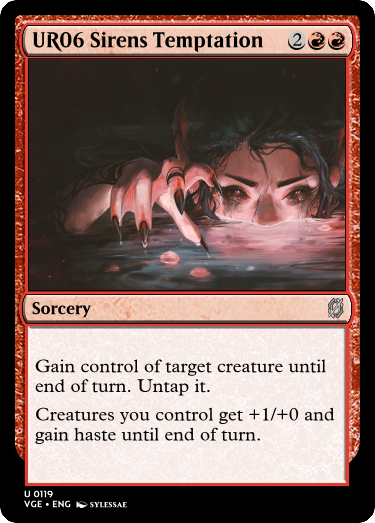 UR06 Sirens Temptation 2
Sorcery
Gain control of target creature until
end of turn. Untap it.
Creatures you control get +1/+0 and
gain haste until end of turn.
U 0119
VGE • ENG SYLESSAE